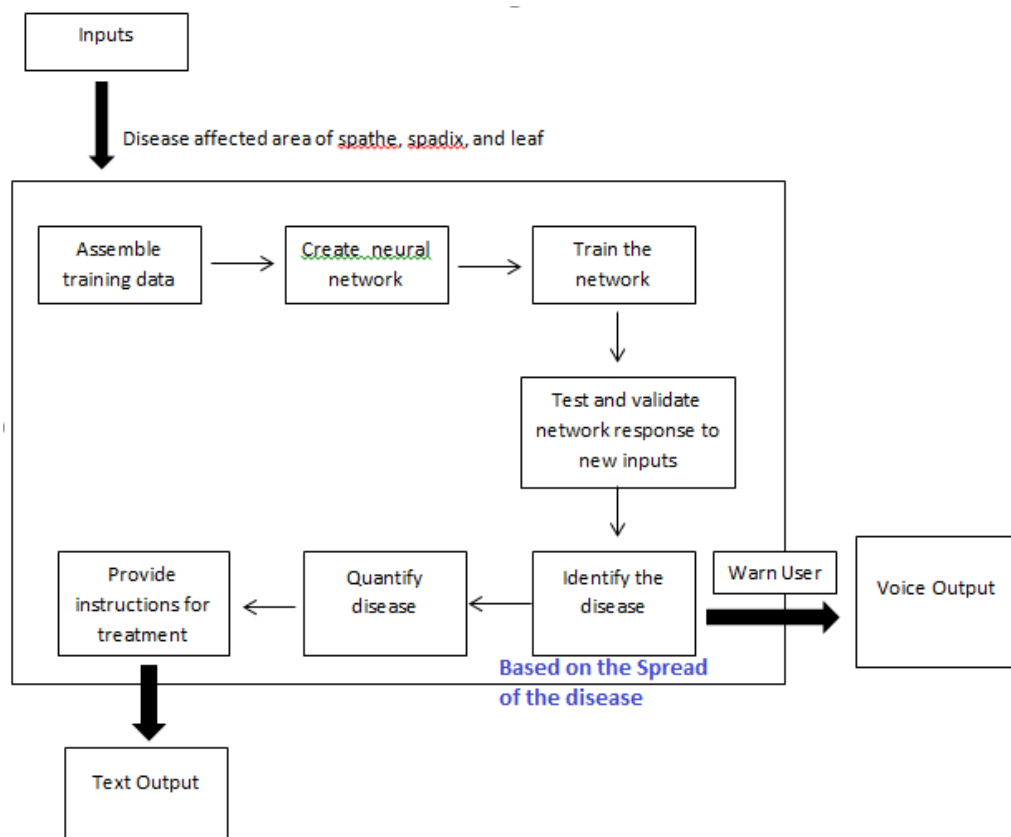 Inputs
Disease affected area of spathe, spadix, and leaf
Assemble
training data
Create neural
network
Train the
network
Test and validate
network response to
new inputs
Provide
instructions for
treatment
Quantify
disease
Identify the
disease
Warn User
Voice Output
Based on the Spread
of the disease
Text Output